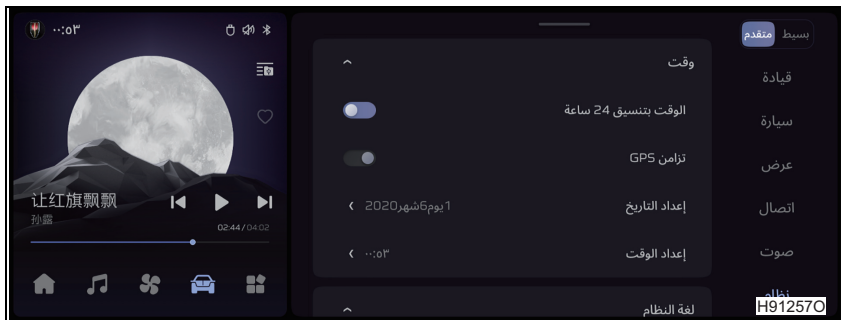 ٠٠:٥٣
让红旗飘飘
孙露
02:44 / 04:02
بسيط متقدم
قيادة
سيارة
عرض
اتصال
صوت
نظام
وقت
الوقت بتنسيق 24 ساعة
تزامن GPS
إعداد التاريخ
1يوم6شهر2020
إعداد الوقت
٠٠:٥٣
لغة النظام
H91257O